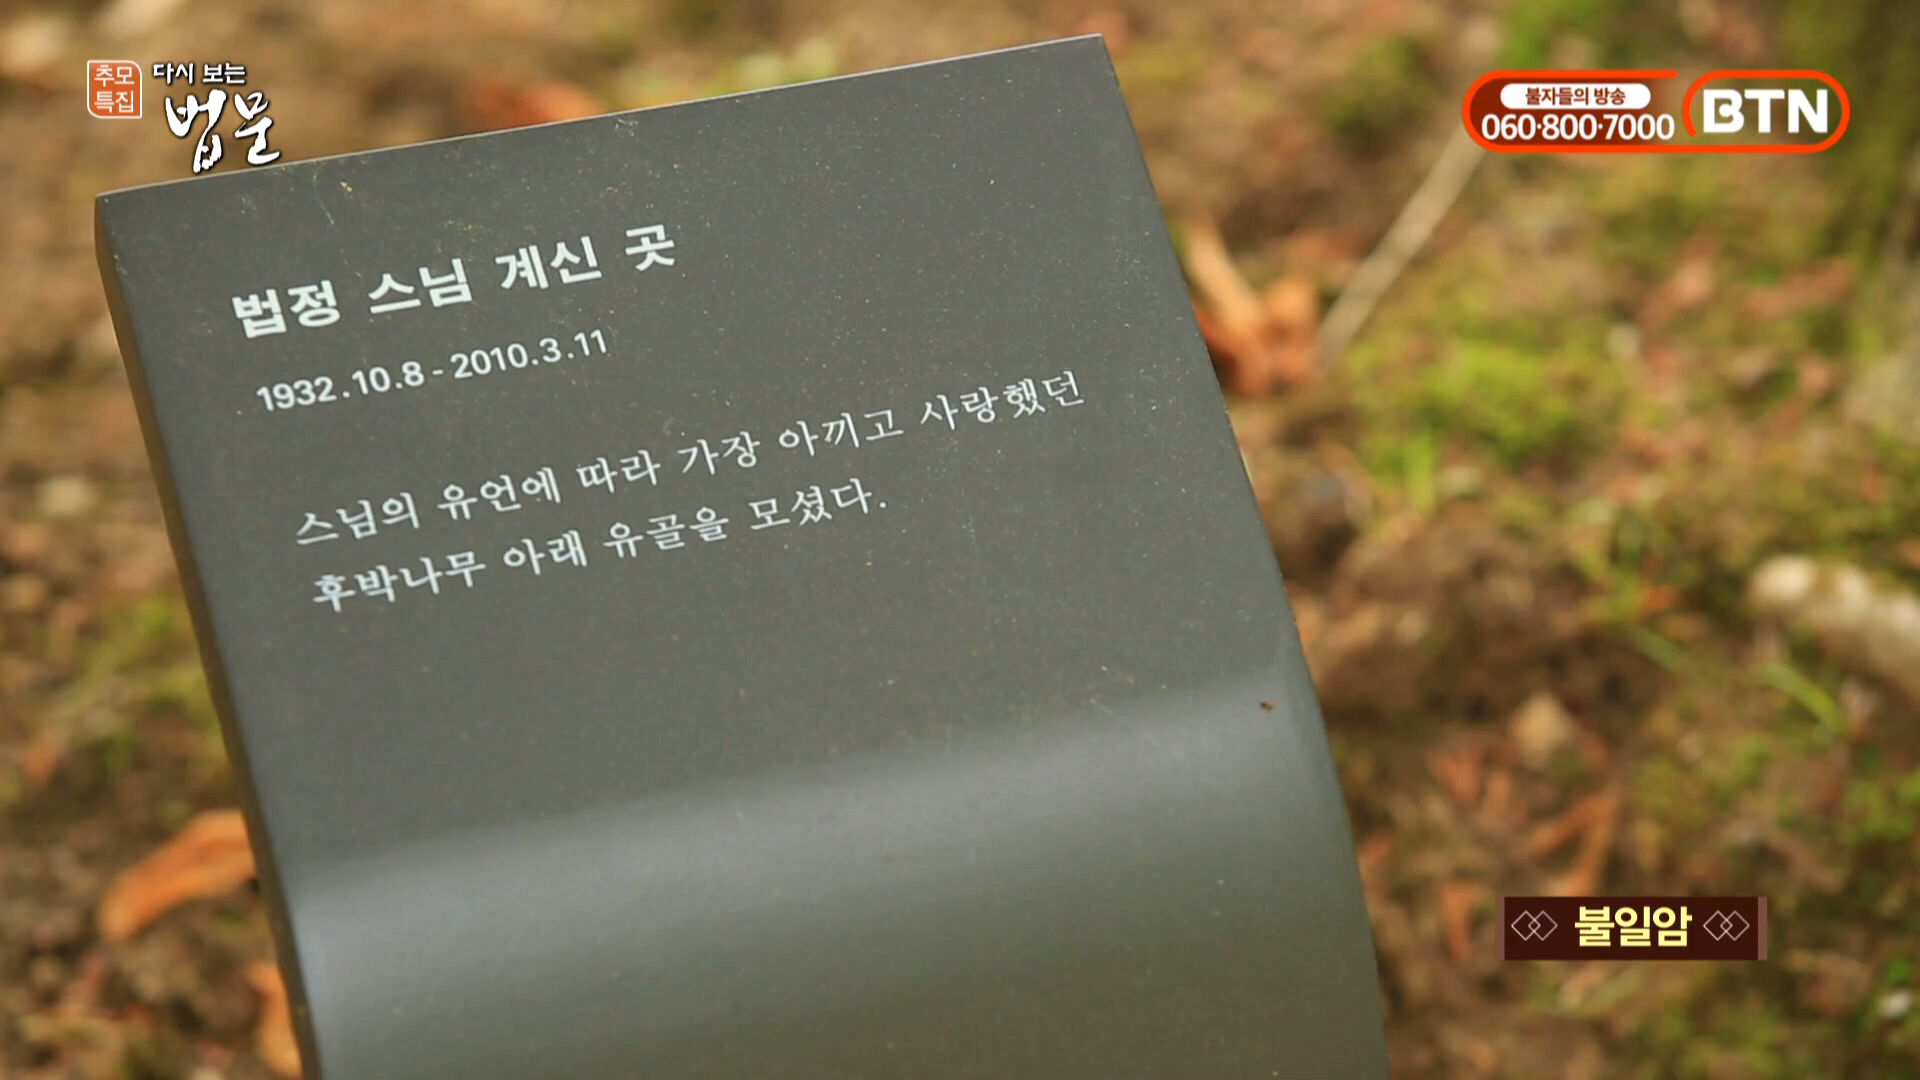 추모
특집
다시 보는
법문
불자들의 방송
060·800·7000
BTN
법정 스님 계신 곳
1932.10.8 - 2010.3.11
스님의 유언에 따라 가장 아끼고 사랑했던
후박나무 아래 유골을 모셨다.
불일암